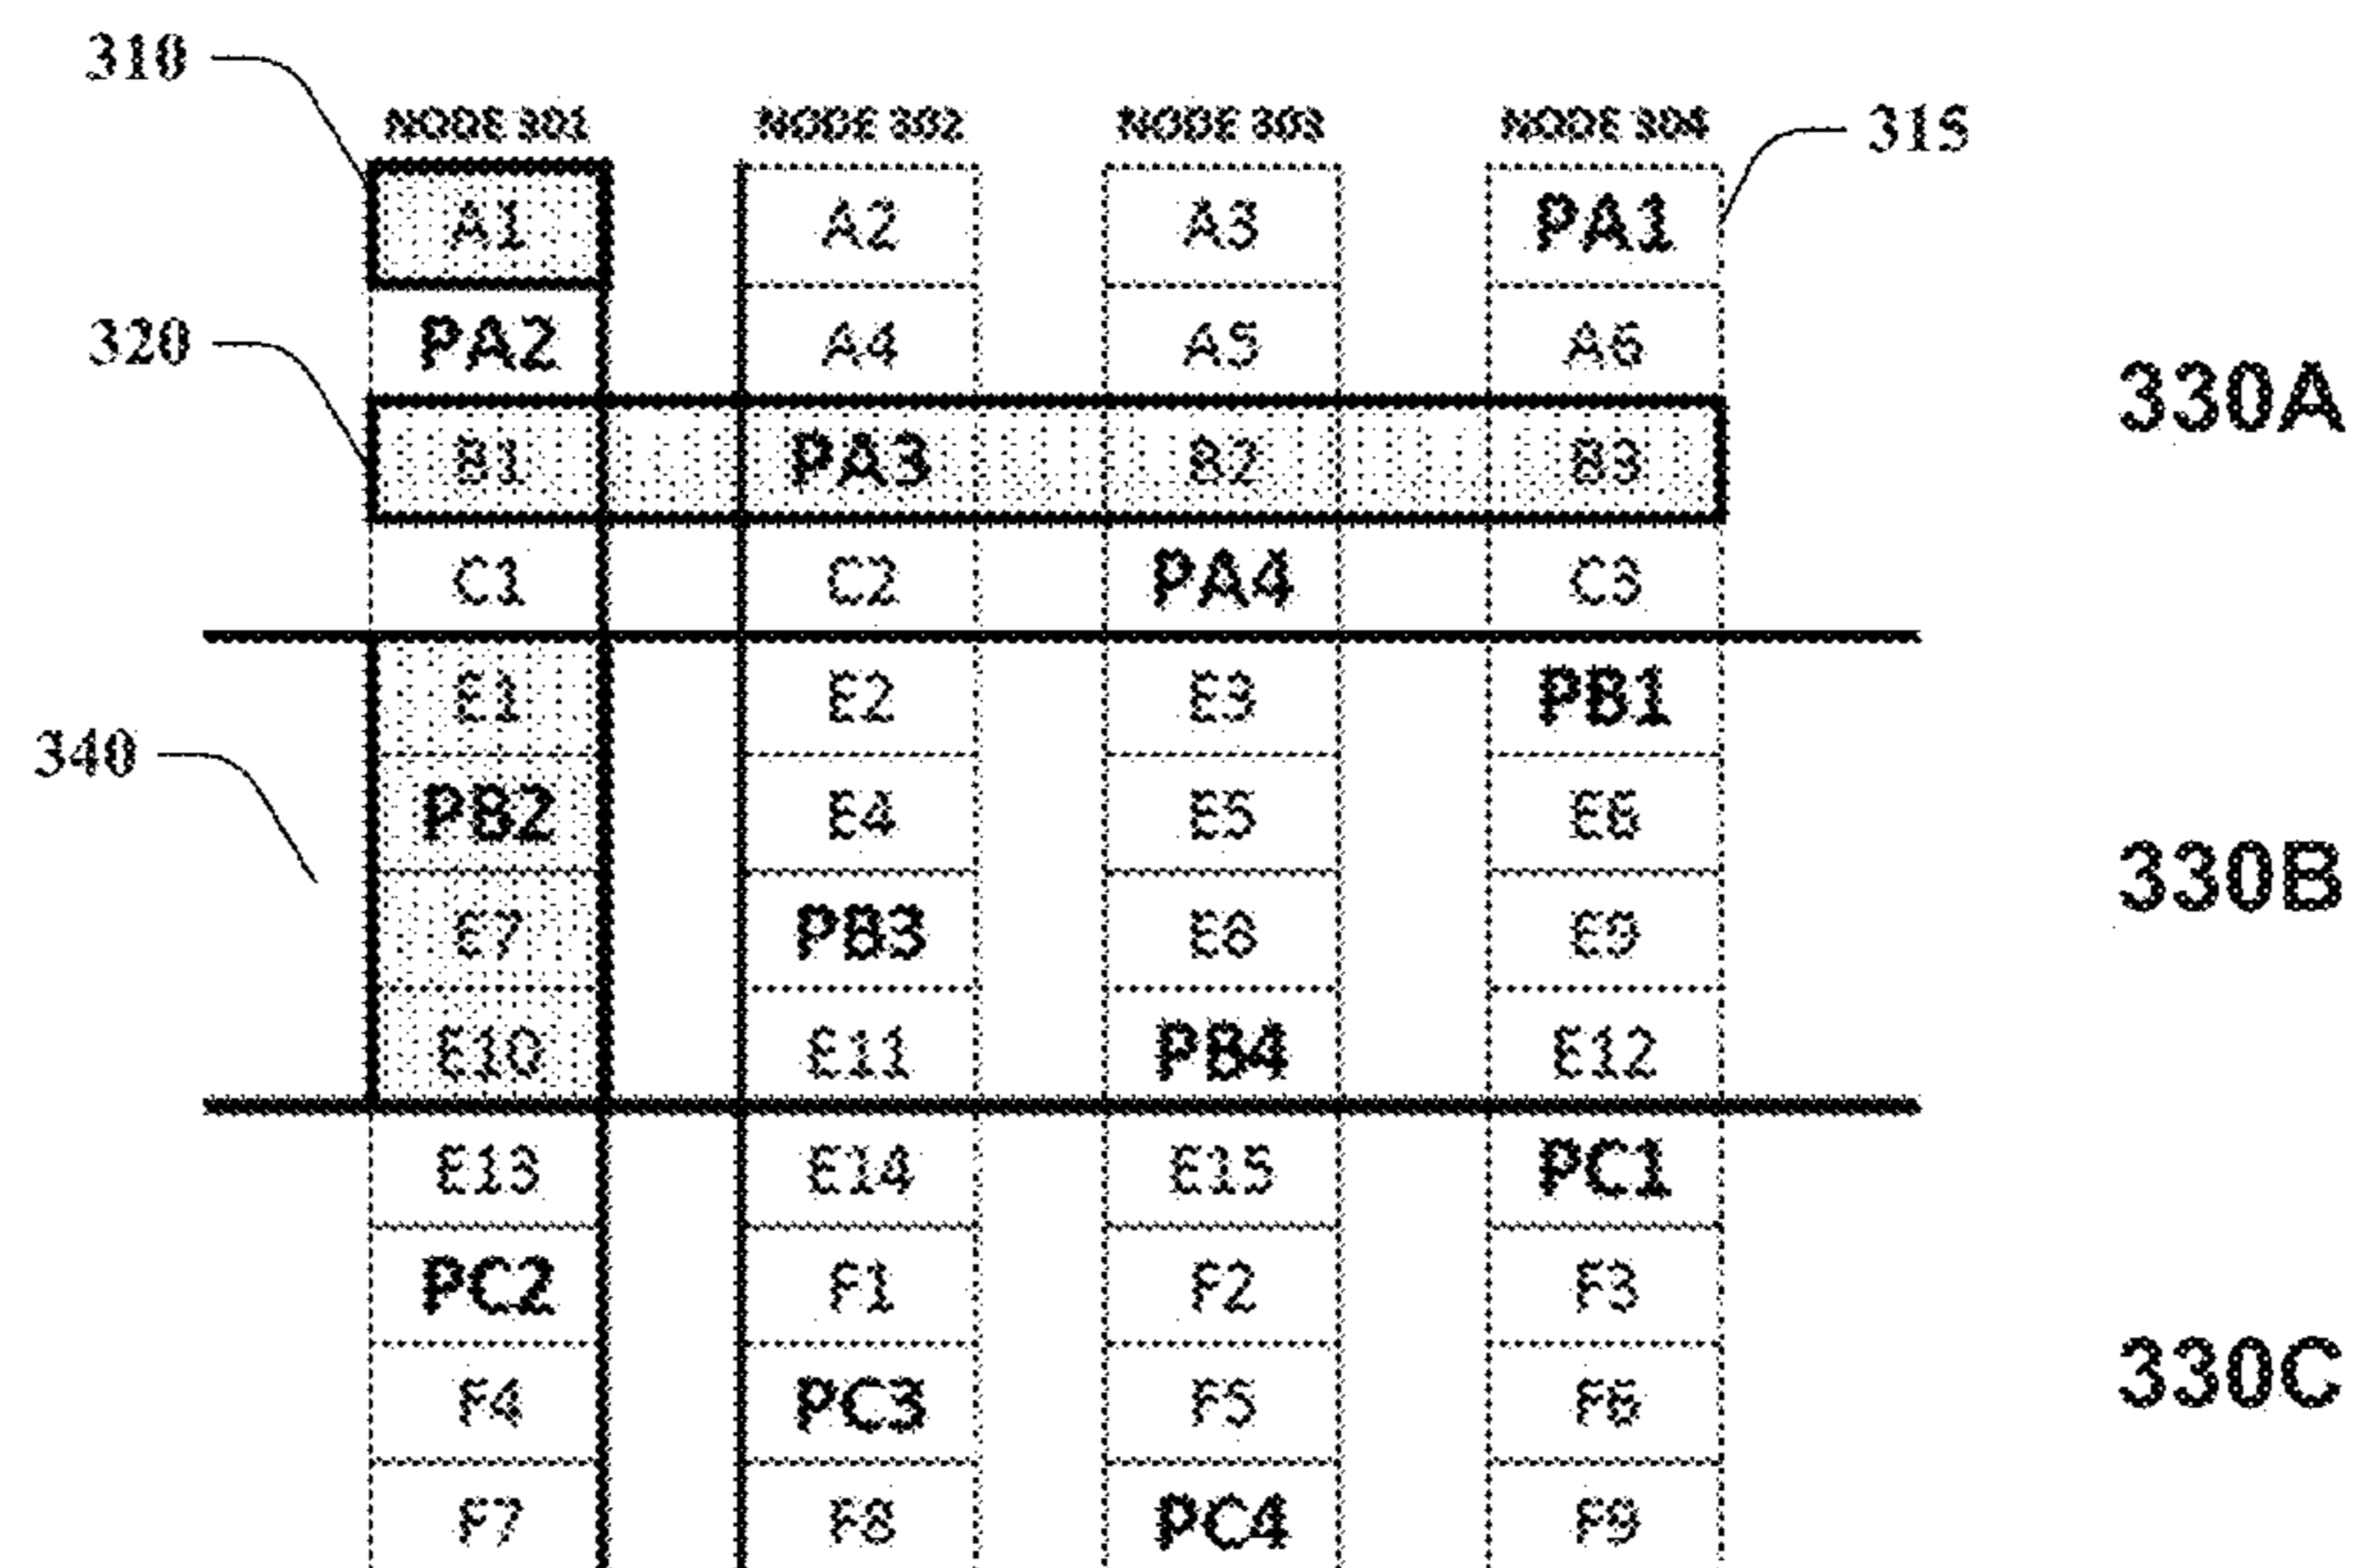 310
NODE 301 NODE 302 NODE 303 NODE 304 315
A1 A2 A3 PA1
320 PA2 A4 A5 A6 330A
B1 PA3 B2 B3
C1 C2 PA4 C3
E1 E2 E3 PB1
340 PB2 E4 E5 E6 330B
E7 PB3 E8 E9
E10 E11 PB4 E12
E13 E14 E15 PC1
PC2 F1 F2 F3 330C
F4 PC3 F5 F6
F7 F8 PC4 F9